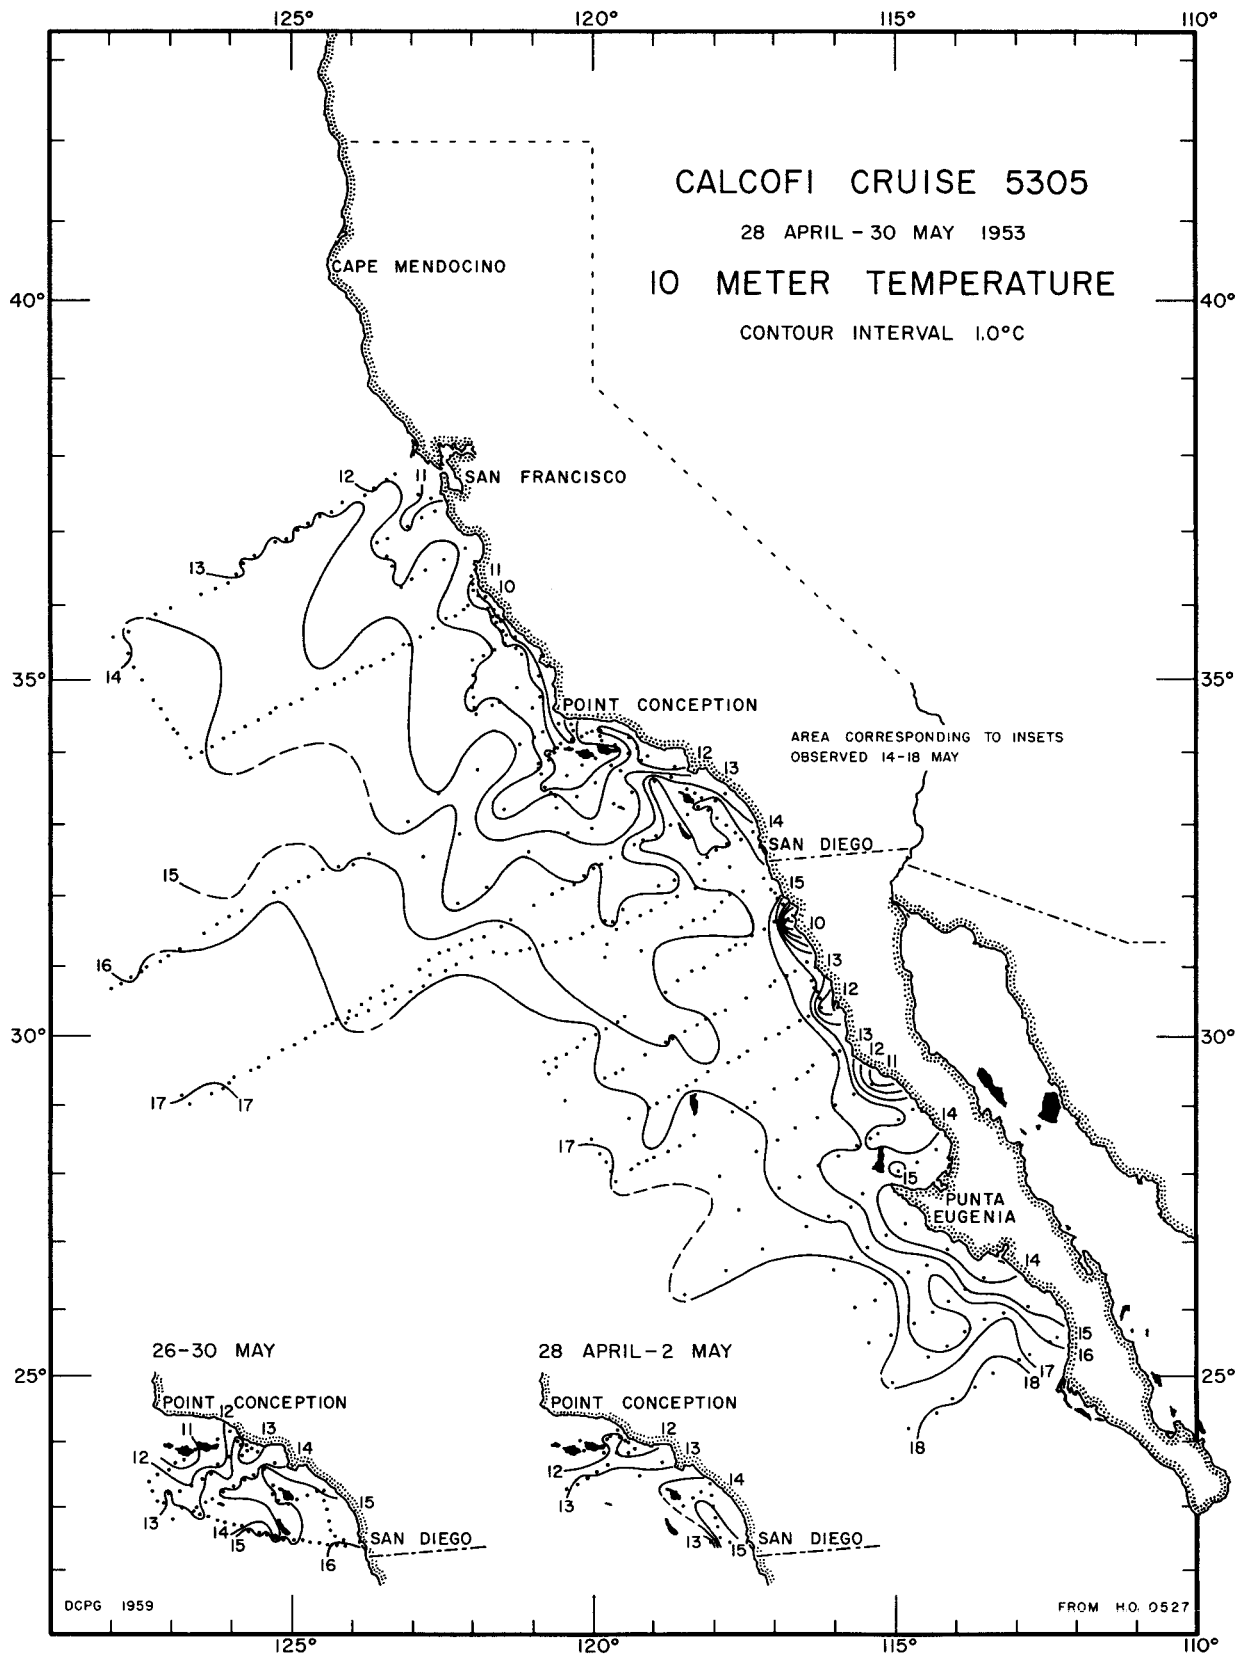 125° 120° 115° 110°
CALCOFI CRUISE 5305
28 APRIL – 30 MAY 1953
CAPE MENDOCINO
10 METER TEMPERATURE
40° 40°
CONTOUR INTERVAL 1.0°C
12 11 SAN FRANCISCO
13
11
10
14 35° 35°
POINT CONCEPTION
AREA CORRESPONDING TO INSETS
OBSERVED 14-18 MAY
12
13
14
SAN DIEGO
15
15
10
16
13
12
30° 30°
13
12
11
17 17
14
17
15
PUNTA
EUGENIA
14
15
16
17
18
18
25° 25°
26-30 MAY
POINT CONCEPTION
12
11
13
14
12
15
13
14
15
16
SAN DIEGO
28 APRIL-2 MAY
POINT CONCEPTION
12
13
12
14
13
13
15
SAN DIEGO
DCPG 1959
FROM H.O. 0527
125° 120° 115° 110°